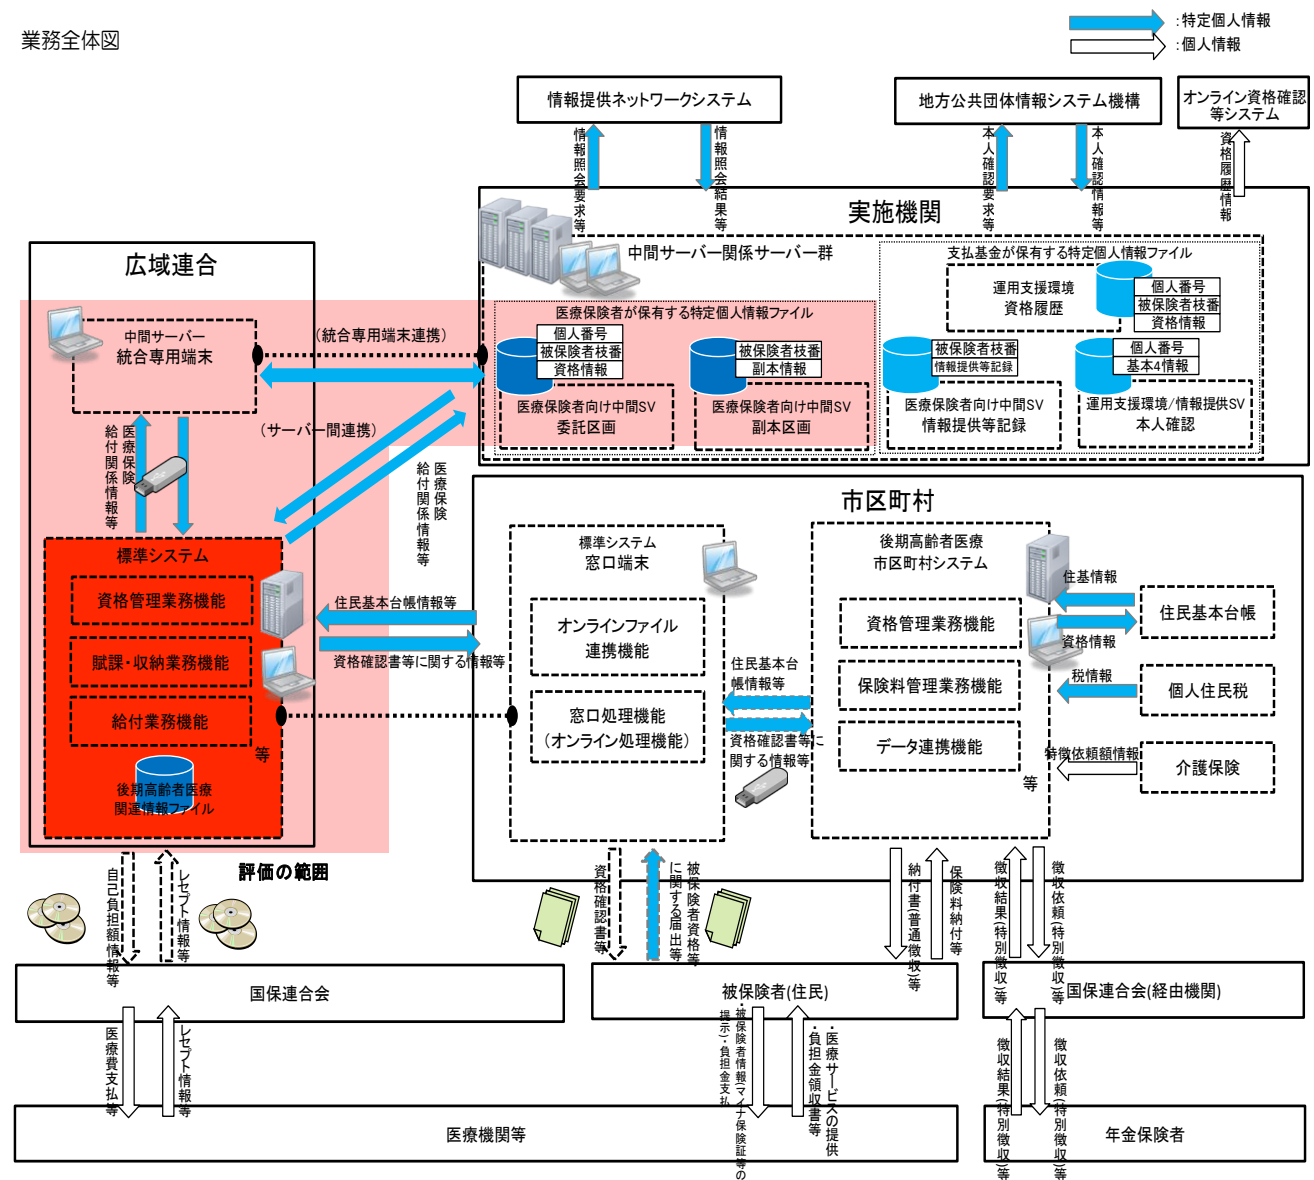 業務全体図
:特定個人情報
:個人情報
情報提供ネットワークシステム
地方公共団体情報システム機構
オンライン資格確認
等システム
情報照会要求等
情報照会結果等
本人確認要求等
本人確認情報等
資格履歴情報
実施機関
中間サーバー関係サーバー群
支払基金が保有する特定個人情報ファイル
運用支援環境
資格履歴
個人番号
被保険者枝番
資格情報
医療保険者が保有する特定個人情報ファイル
個人番号
被保険者枝番
資格情報
医療保険者向け中間SV
委託区画
被保険者枝番
副本情報
医療保険者向け中間SV
副本区画
被保険者枝番
情報提供等記録
医療保険者向け中間SV
情報提供等記録
個人番号
基本4情報
運用支援環境/情報提供SV
本人確認
広域連合
中間サーバー
統合専用端末
(統合専用端末連携)
(サーバー間連携)
医療保険
給付関係情報等
医療保険
給付関係情報等
標準システム
資格管理業務機能
賦課・収納業務機能
給付業務機能
等
後期高齢者医療
関連情報ファイル
評価の範囲
住民基本台帳情報等
資格確認書等に関する情報等
市区町村
標準システム
窓口端末
オンラインファイル
連携機能
窓口処理機能
(オンライン処理機能)
住民基本台
帳情報等
資格確認書等に
関する情報等
後期高齢者医療
市区町村システム
資格管理業務機能
保険料管理業務機能
データ連携機能
等
住基情報
資格情報
税情報
特徴依頼額情報
住民基本台帳
個人住民税
介護保険
自己負担額情報等
レセプト情報等
資格確認書等
被保険者資格等
に関する届出等
納付書(普通徴収)等
保険料納付等
徴収結果(特別徴収)等
徴収依頼(特別徴収)等
国保連合会
被保険者(住民)
国保連合会(経由機関)
医療費支払等
レセプト情報等
・被保険者情報(マイナ保険証等の
提示)・負担金支払
・医療サービスの提供
・負担金領収書等
徴収結果(特別徴収)等
徴収依頼(特別徴収)等
医療機関等
年金保険者